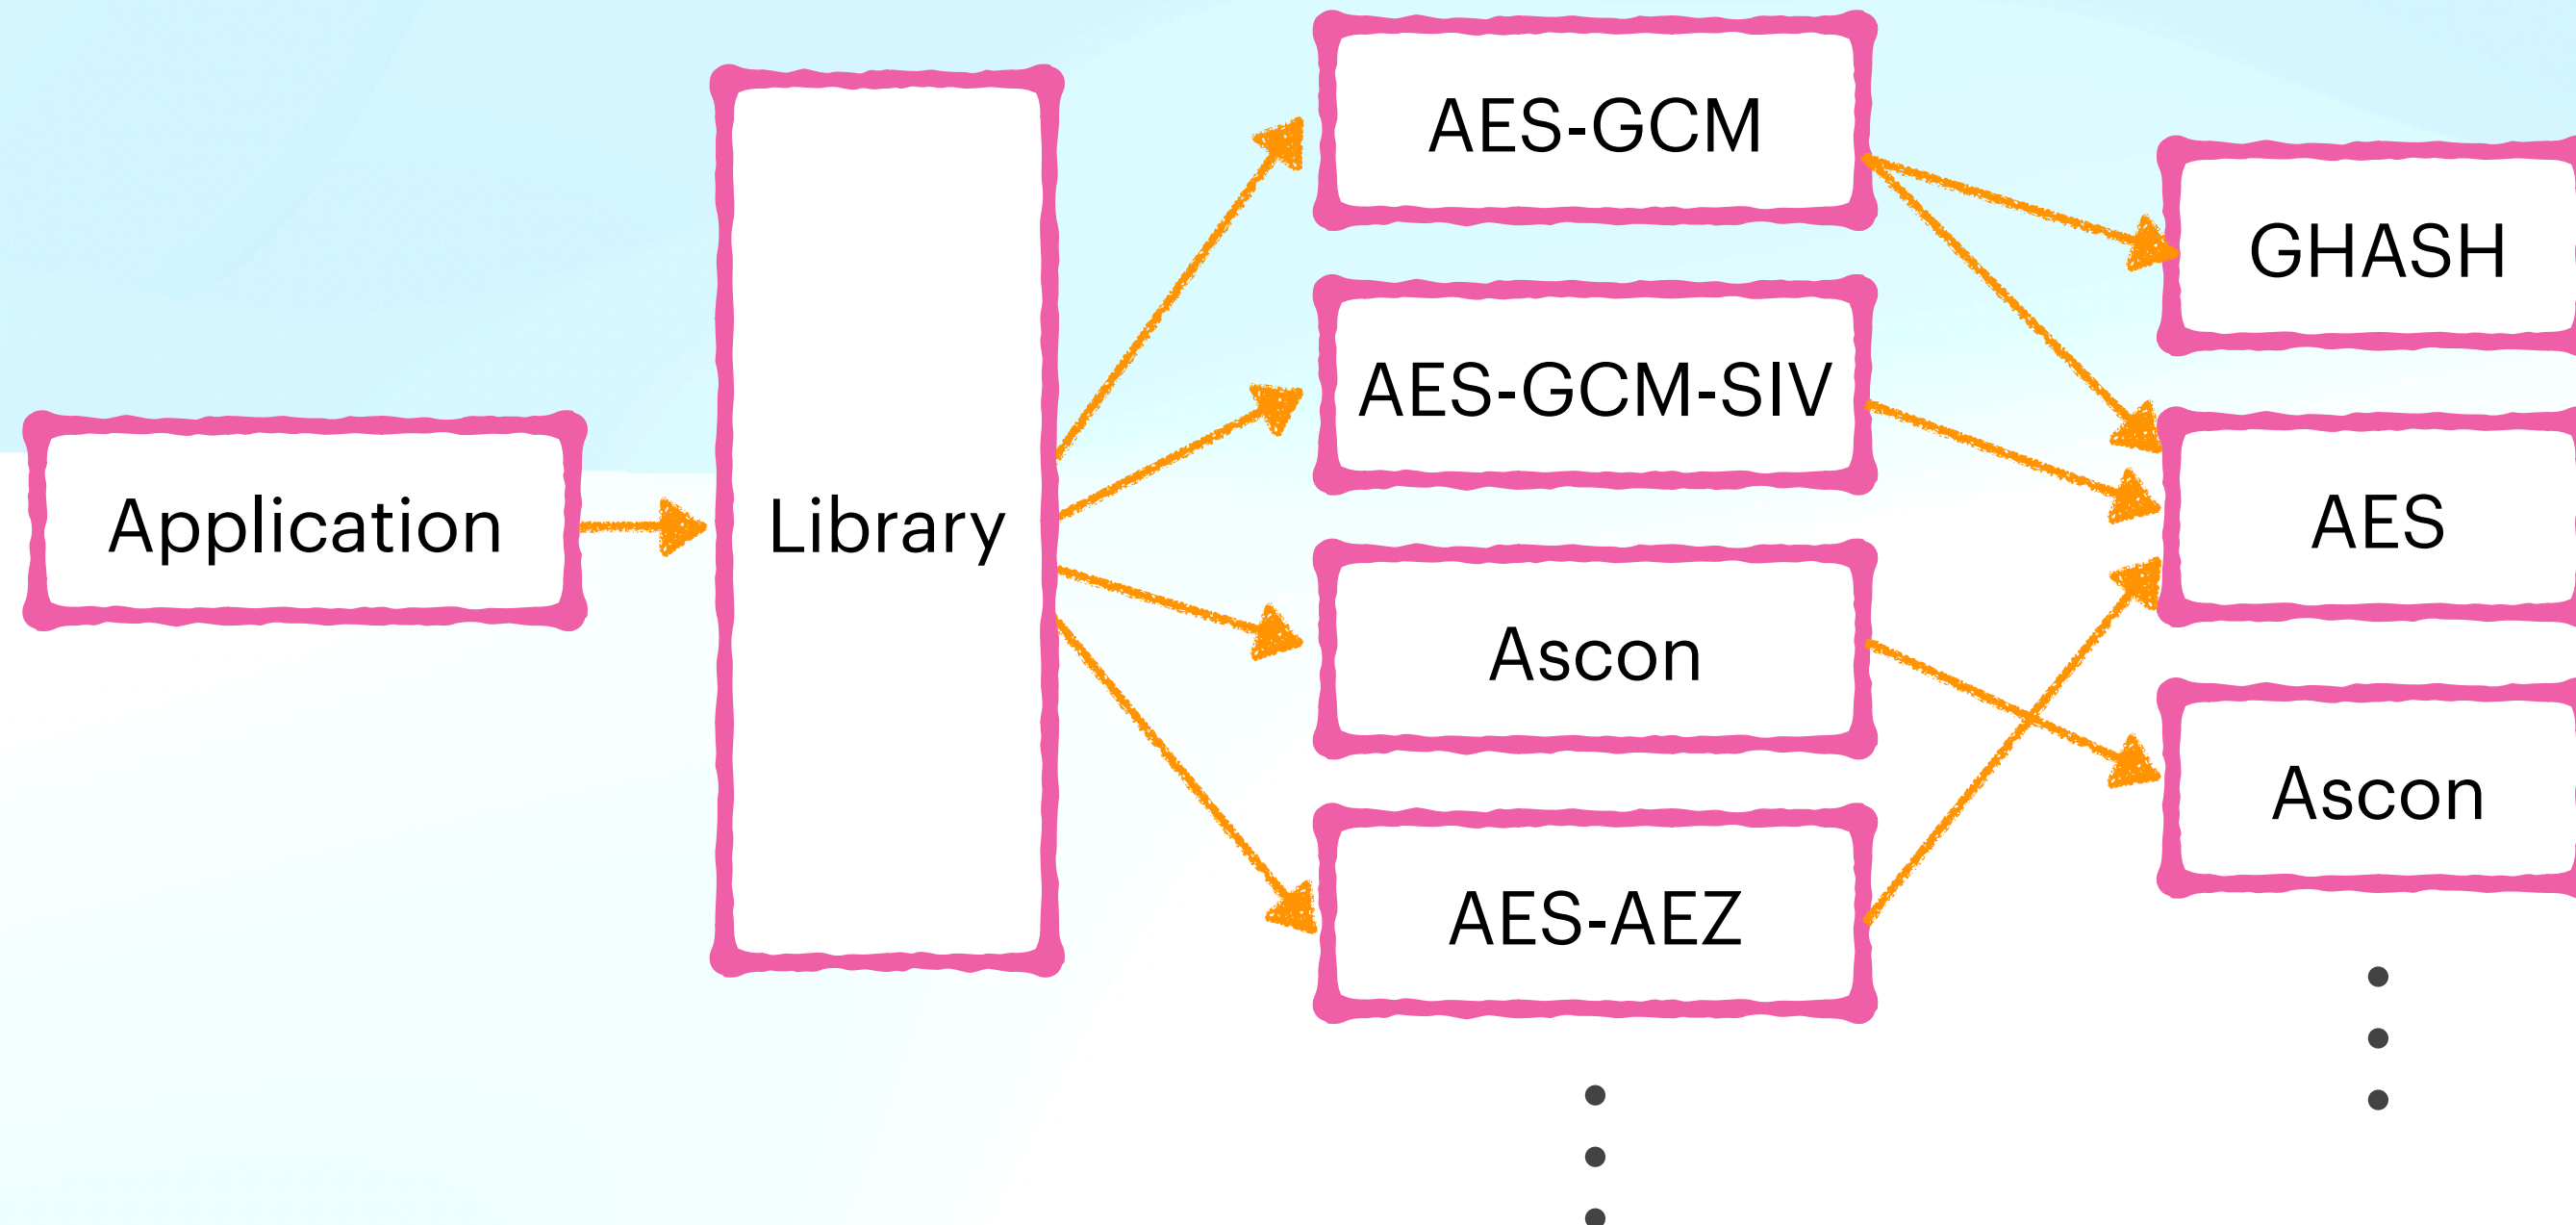 Application
Library
AES-GCM
AES-GCM-SIV
Ascon
AES-AEZ
GHASH
AES
Ascon